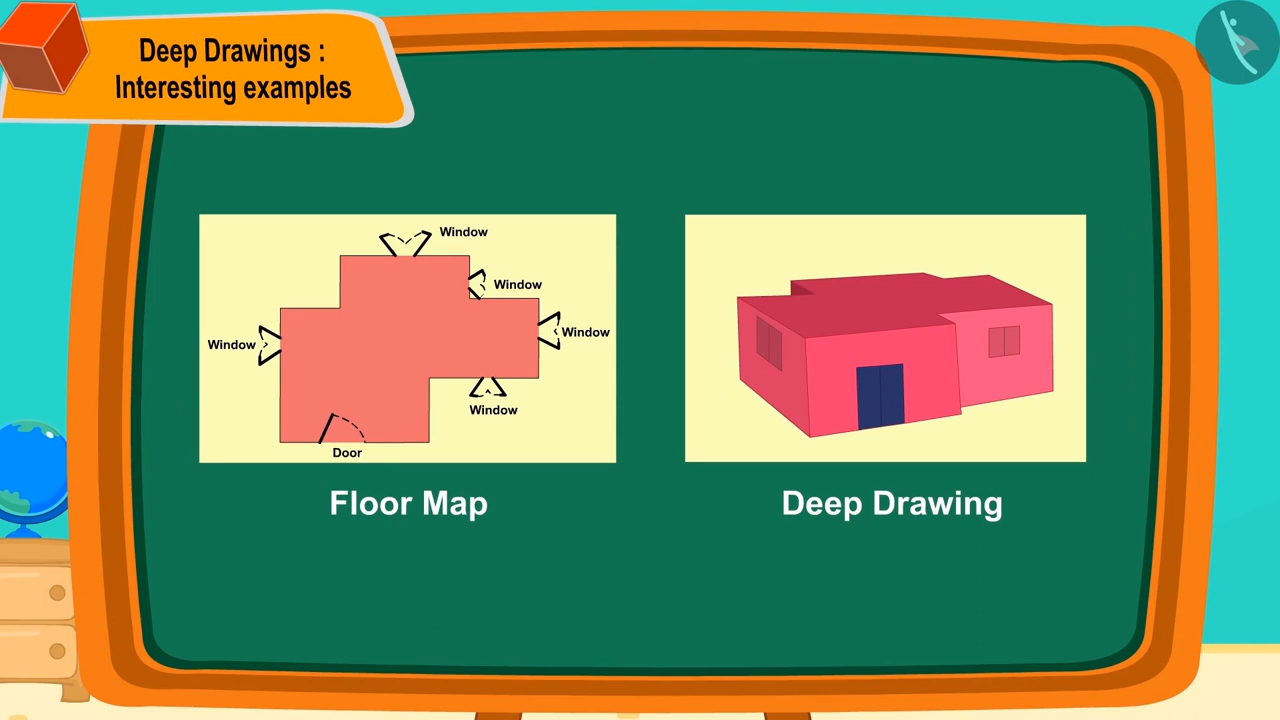 Deep Drawings :
Interesting examples
Window
Window
Window
Window
Window
Door
Floor Map
Deep Drawing